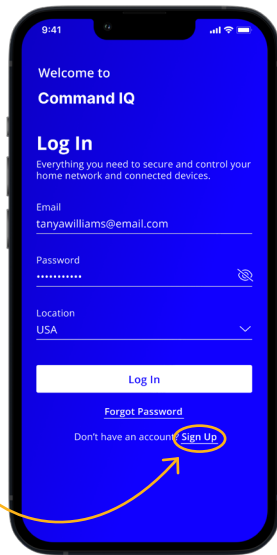 9:41
Welcome to
Command IQ
Log In
Everything you need to secure and control your
home network and connected devices.
Email
tanyawilliams@email.com
Password
•••••••••••
Location
USA
Log In
Forgot Password
Don't have an account? Sign Up